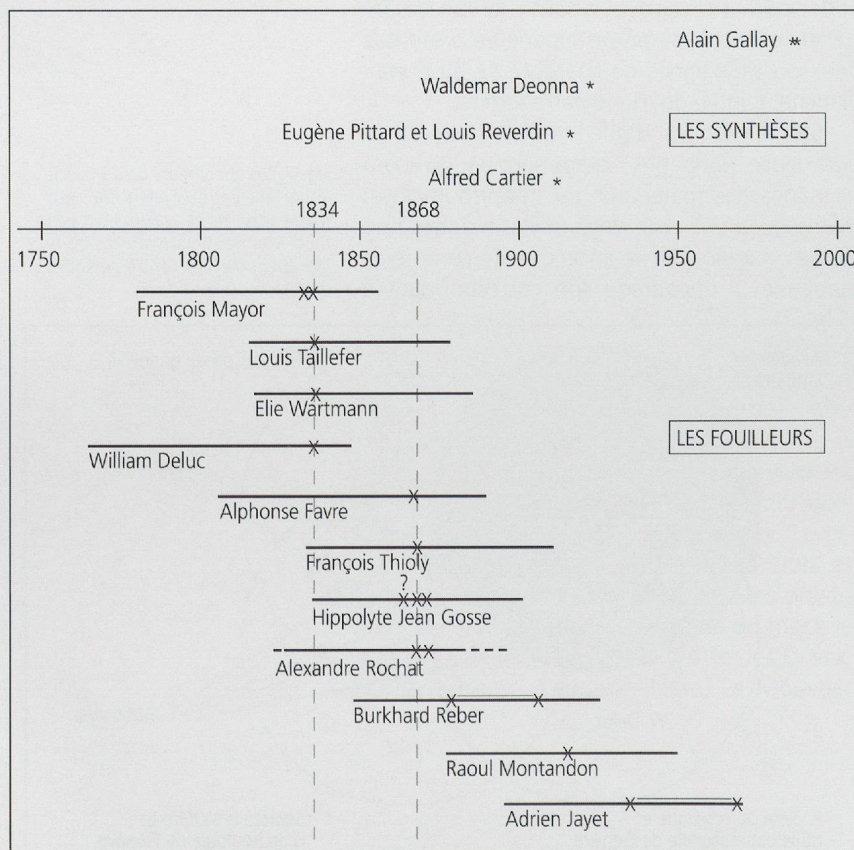 Alain Gallay **
Waldemar Deonna *
Eugène Pittard et Louis Reverdin *
LES SYNTHÈSES
Alfred Cartier *
1834 1868
1750 1800 1850 1900 1950 2000
François Mayor
Louis Taillefer
Elie Wartmann
LES FOUILLEURS
William Deluc
Alphonse Favre
François Thioly
?
Hippolyte Jean Gosse
Alexandre Rochat
Burkhard Reber
Raoul Montandon
Adrien Jayet